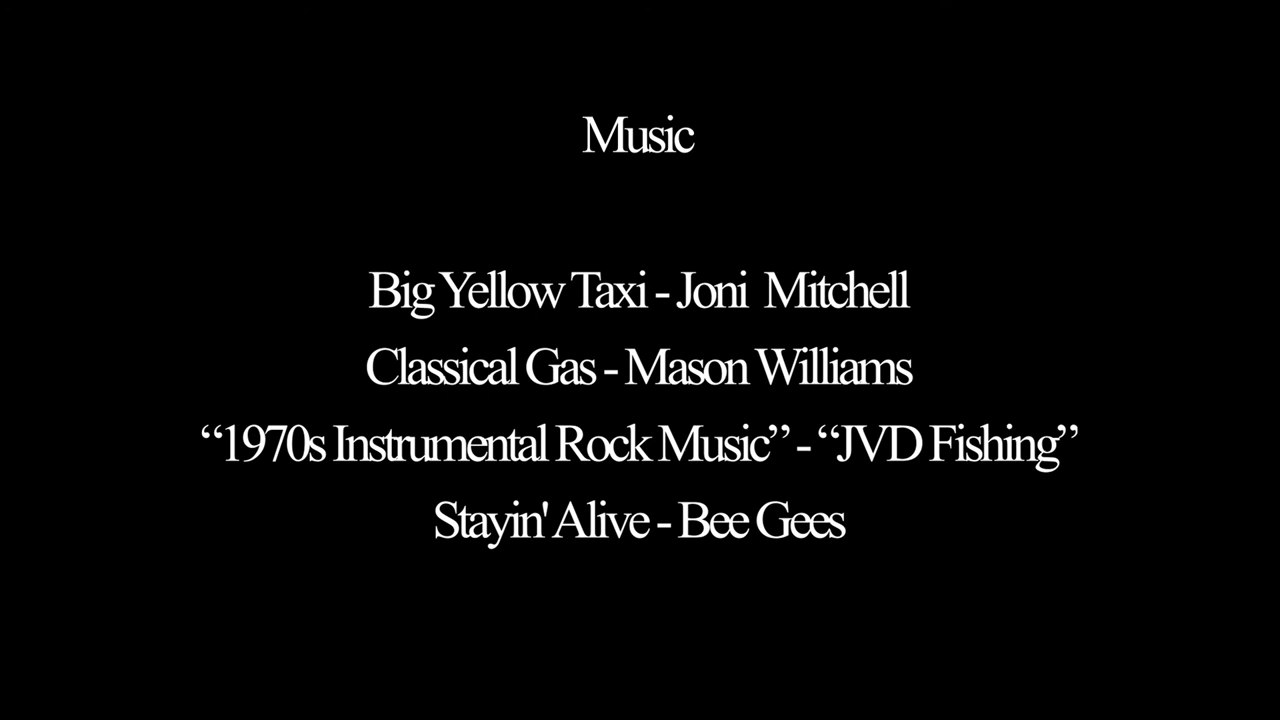 Music
Big Yellow Taxi - Joni  Mitchell
Classical Gas - Mason Williams
“1970s Instrumental Rock Music” - “JVD Fishing”
Stayin' Alive - Bee Gees